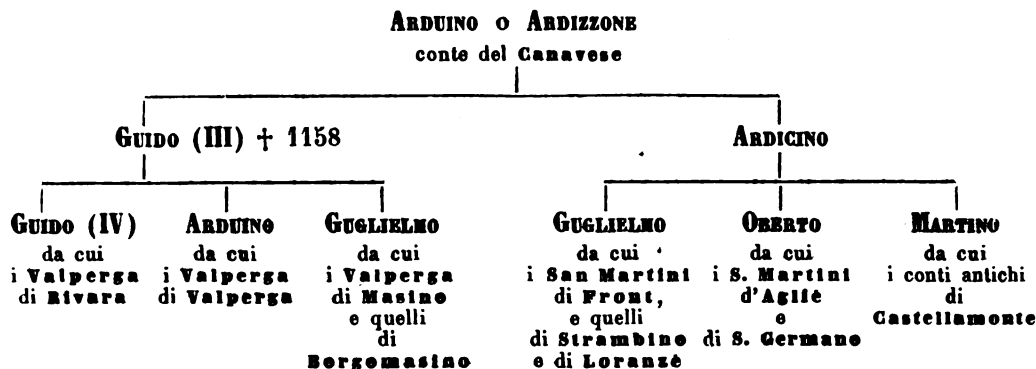 ARDUINO o ARDIZZONE
conte del Canavese
GUIDO (III) † 1158
ARDICINO
GUIDO (IV)
da cui
i Valperga
di Rivara
ARDUINO
da cui
i Valperga
di Valperga
GUGLIELMO
da cui
i Valperga
di Masino
e quelli
di
Borgomasino
GUGLIELMO
da cui
i San Martini
di Front,
e quelli
di Strambino
e di Loranzè
OBERTO
da cui
i S. Martini
d'Agliè
e
di S. Germano
MARTINO
da cui
i conti antichi
di
Castellamonte